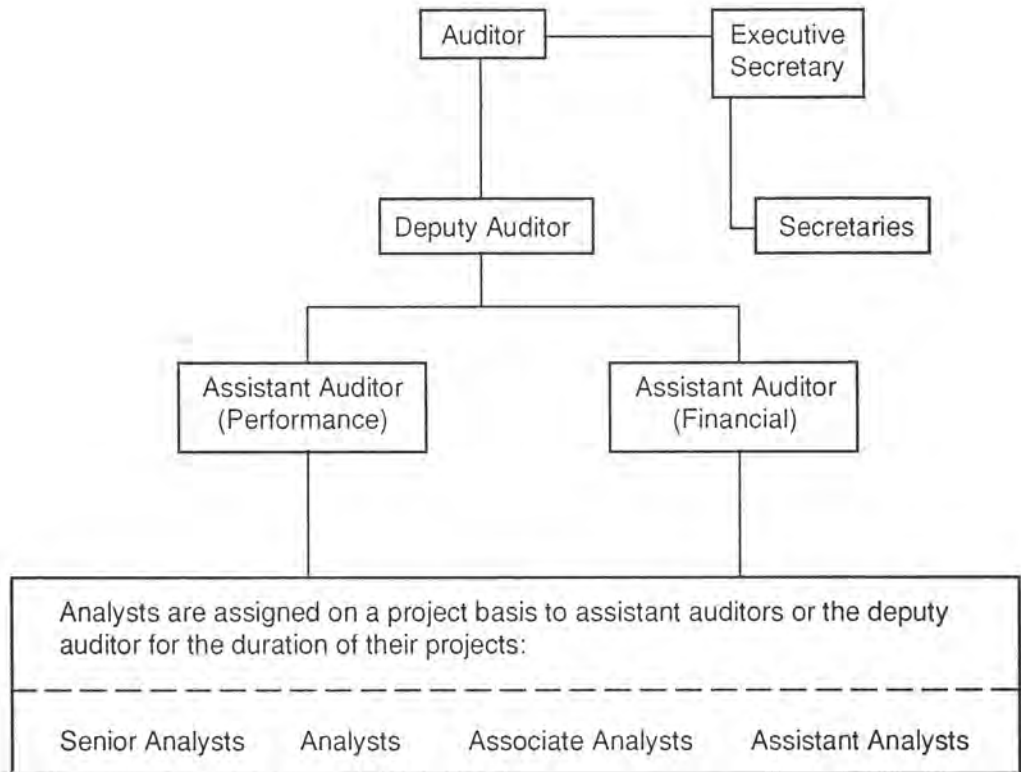 Auditor
Executive
Secretary
Deputy Auditor
Secretaries
Assistant Auditor
(Performance)
Assistant Auditor
(Financial)
Analysts are assigned on a project basis to assistant auditors or the deputy
auditor for the duration of their projects:
Senior Analysts Analysts Associate Analysts Assistant Analysts